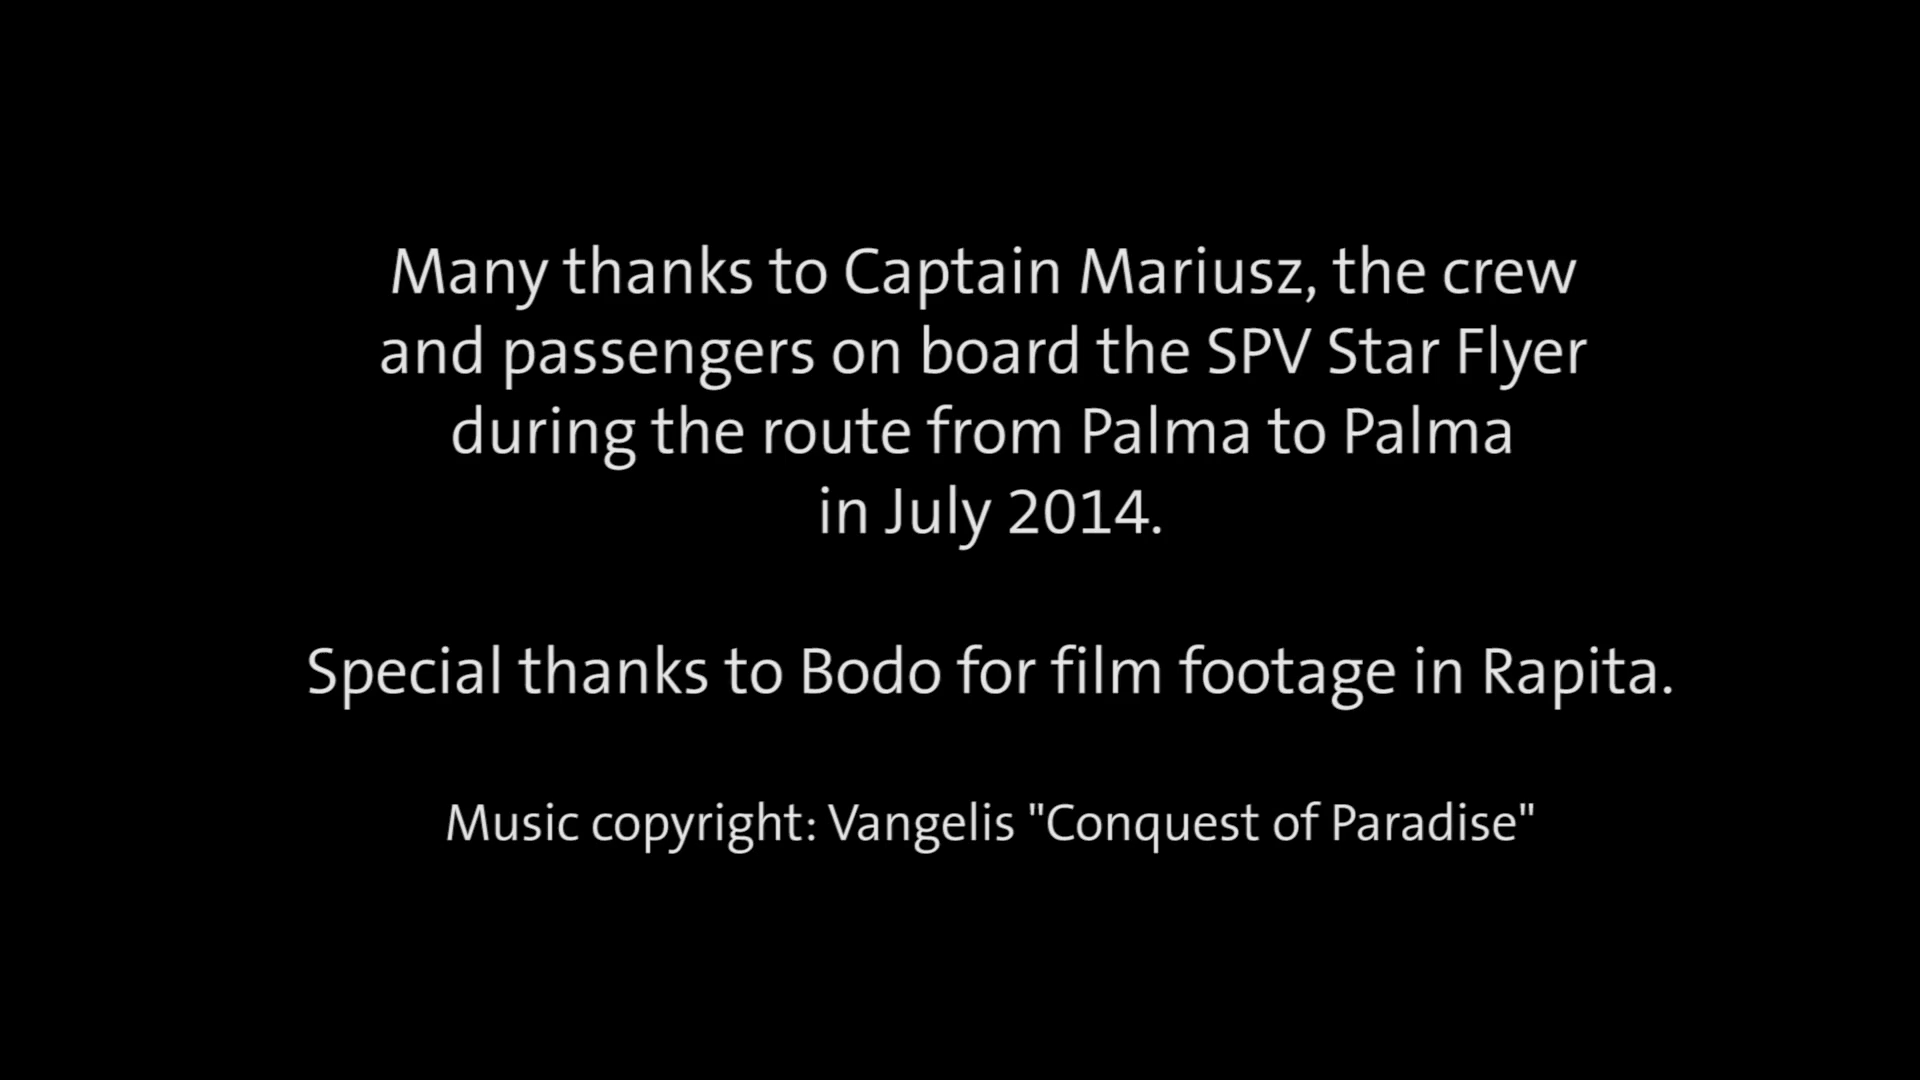 Many thanks to Captain Mariusz, the crew
and passengers on board the SPV Star Flyer
during the route from Palma to Palma
in July 2014.
Special thanks to Bodo for film footage in Rapita.
Music copyright: Vangelis "Conquest of Paradise"